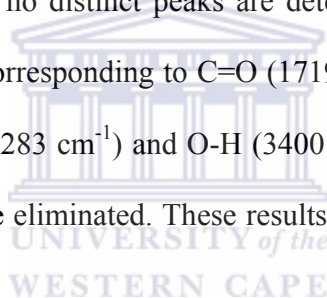 no distinct peaks are dete
orresponding to C=O (1719
283 cm⁻¹) and O-H (3400
e eliminated. These results
UNIVERSITY of the
WESTERN CAPE